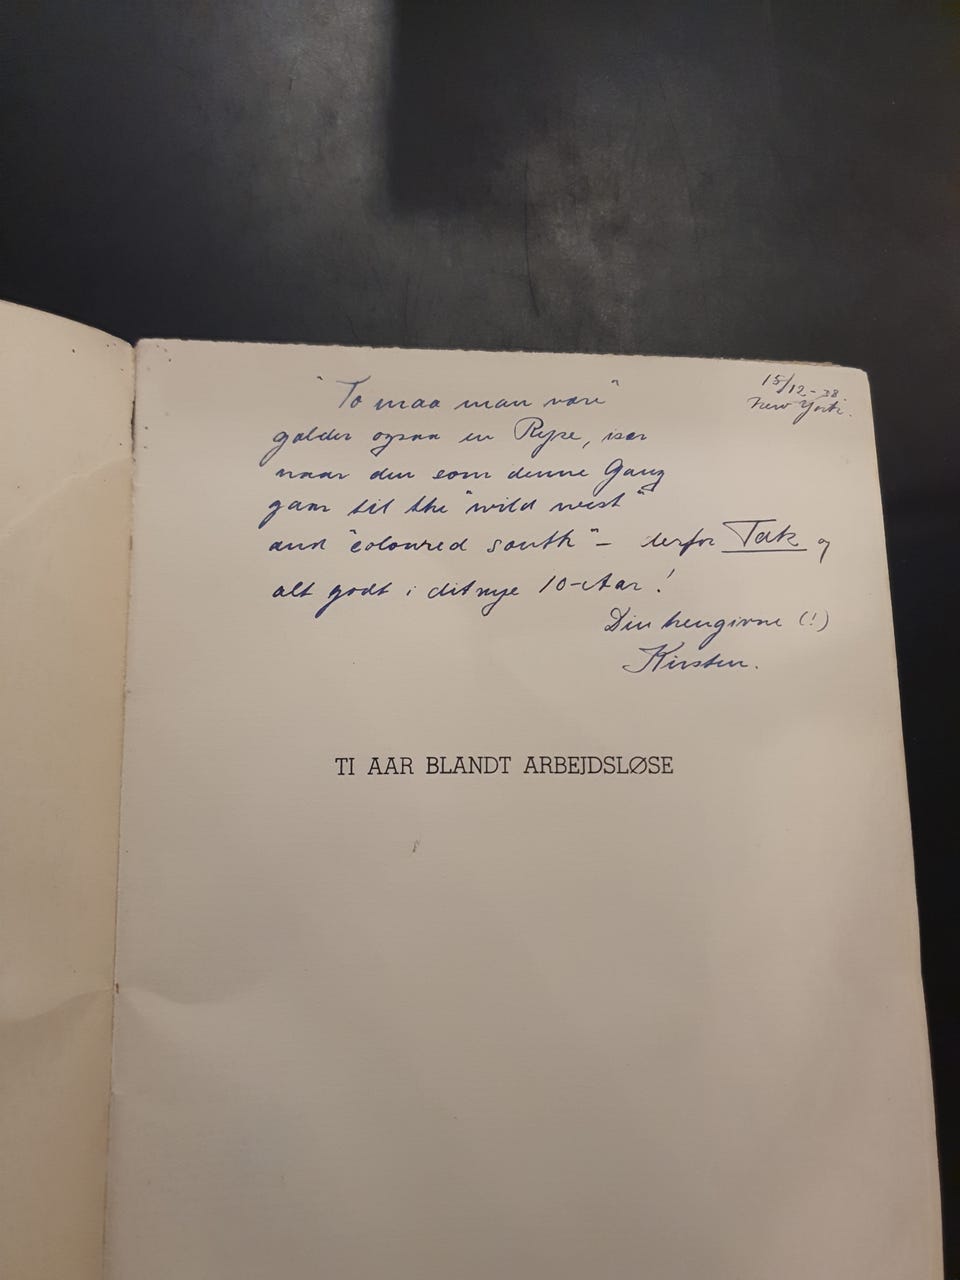 15/12-38
New York.
"To maa man være"
gælder ogsaa en Rejse, især
naar den som denne Gang
gaar til the "wild west"
and "coloured south" – derfor Tak og
alt godt i dit nye 10-Aar!
Din hengivne (!)
Kirsten.
TI AAR BLANDT ARBEJDSLØSE